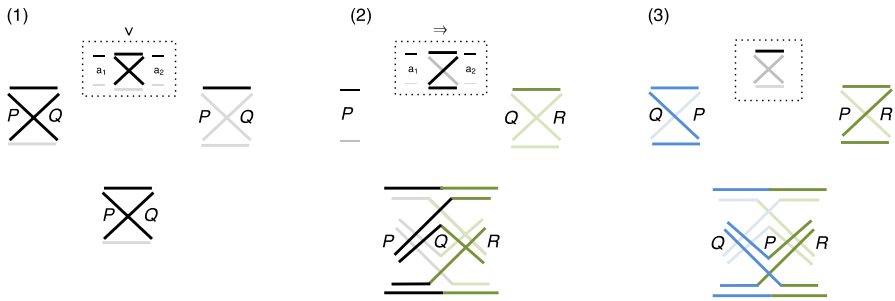 (1)
∨
a1 a2
P Q
P Q
P Q
(2)
⇒
a1 a2
P
Q R
P Q R
(3)
Q P
P R
Q P R